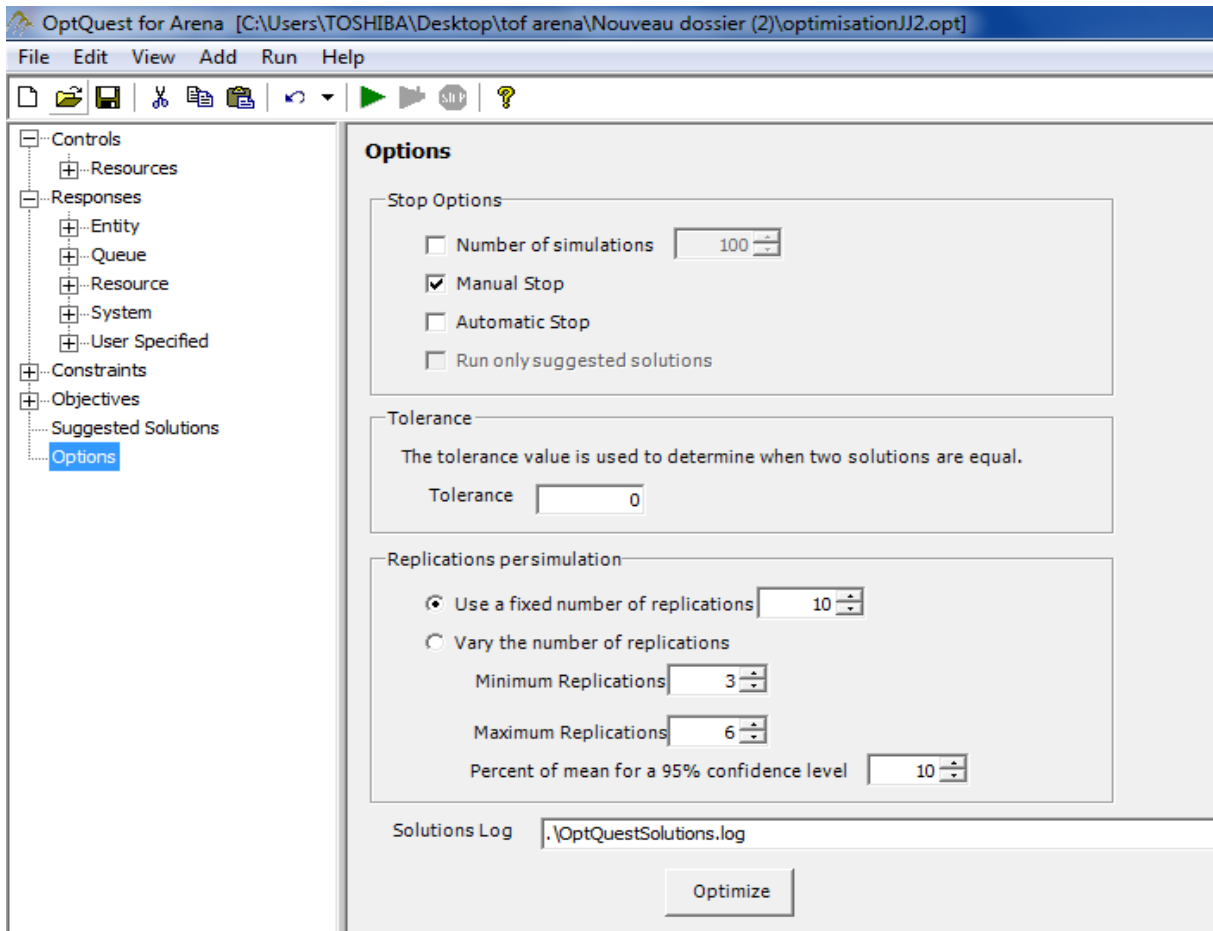 OptQuest for Arena [C:\Users\TOSHIBA\Desktop\tof arena\Nouveau dossier (2)\optimisationJJ2.opt]
File Edit View Add Run Help
STOP
Controls
Resources
Responses
Entity
Queue
Resource
System
User Specified
Constraints
Objectives
Suggested Solutions
Options
Options
Stop Options
Number of simulations 100
Manual Stop
Automatic Stop
Run only suggested solutions
Tolerance
The tolerance value is used to determine when two solutions are equal.
Tolerance 0
Replications persimulation
Use a fixed number of replications 10
Vary the number of replications
Minimum Replications 3
Maximum Replications 6
Percent of mean for a 95% confidence level 10
Solutions Log .\OptQuestSolutions.log
Optimize